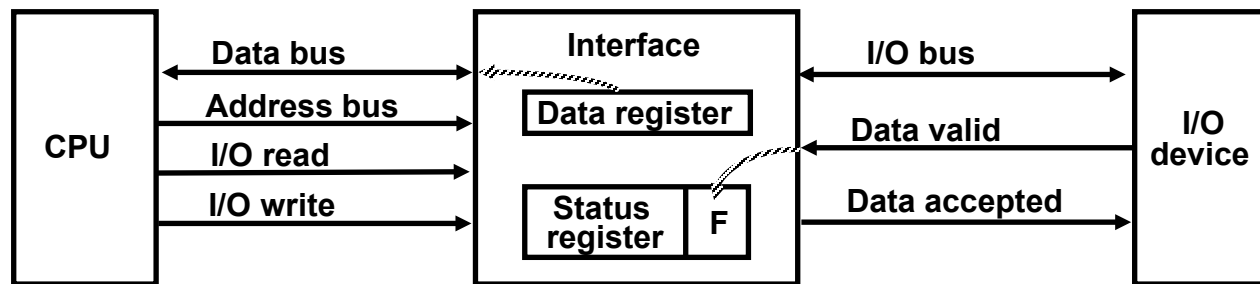 CPU
Data bus
Address bus
I/O read
I/O write
Interface
Data register
Status
register
F
I/O bus
Data valid
Data accepted
I/O
device